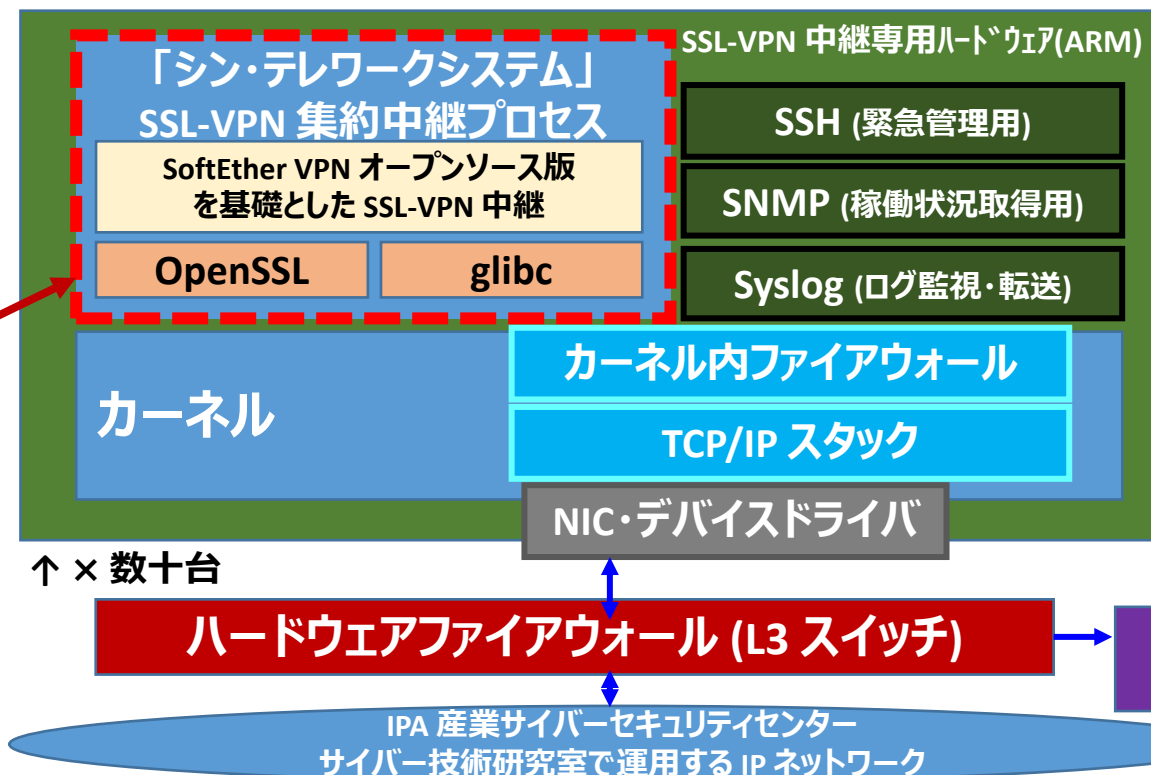 SSL-VPN 中継専用ﾊｰﾄﾞｳｪｱ(ARM)
「シン・テレワークシステム」
SSL-VPN 集約中継プロセス
SoftEther VPN オープンソース版
を基礎とした SSL-VPN 中継
OpenSSL
glibc
SSH (緊急管理用)
SNMP (稼働状況取得用)
Syslog (ログ監視・転送)
カーネル
カーネル内ファイアウォール
TCP/IP スタック
NIC・デバイスドライバ
↑ × 数十台
ハードウェアファイアウォール (L3 スイッチ)
IPA 産業サイバーセキュリティセンター
サイバー技術研究室で運用する IP ネットワーク